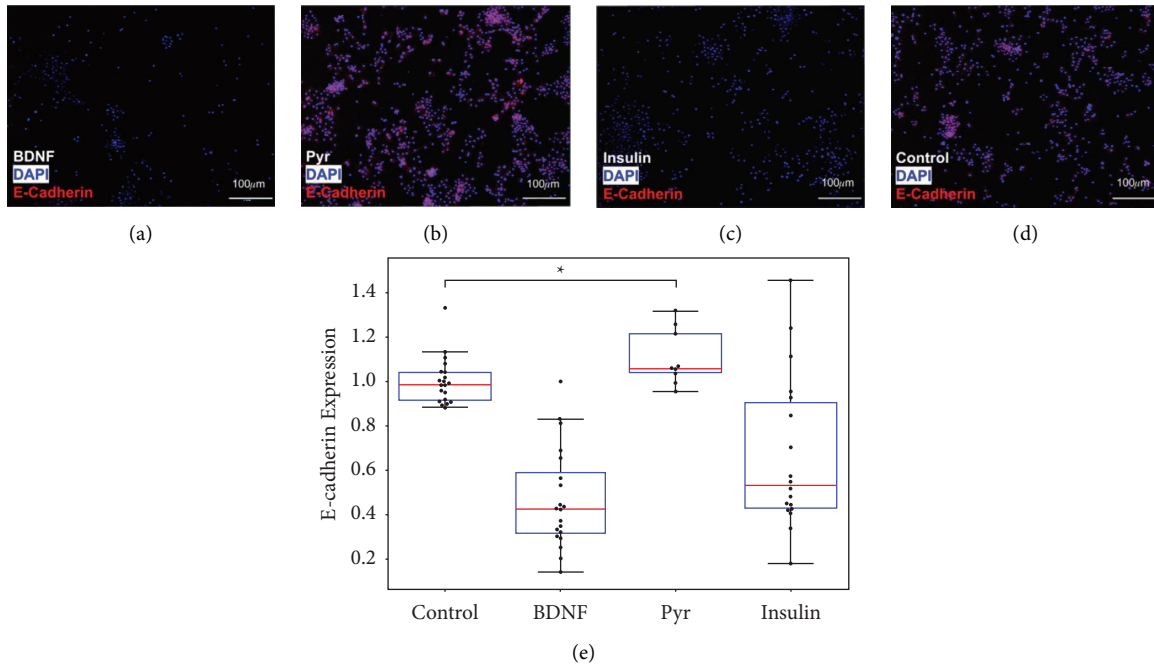 BDNF
DAPI
E-Cadherin
100µm
Pyr
DAPI
E-Cadherin
100µm
Insulin
DAPI
E-Cadherin
100µm
Control
DAPI
E-Cadherin
100µm
(a)
(b)
(c)
(d)
E-cadherin Expression
1.4
1.2
1.0
0.8
0.6
0.4
0.2
*
Control
BDNF
Pyr
Insulin
(e)